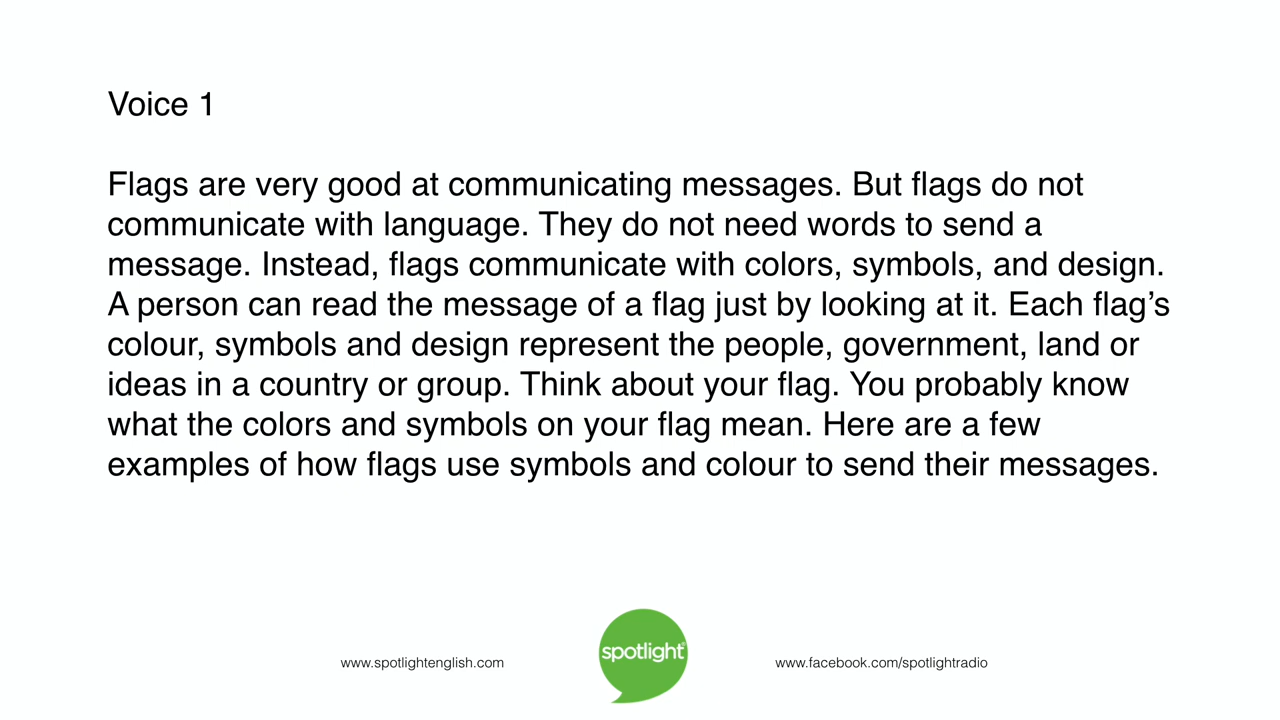 Voice 1
Flags are very good at communicating messages. But flags do not
communicate with language. They do not need words to send a
message. Instead, flags communicate with colors, symbols, and design.
A person can read the message of a flag just by looking at it. Each flag’s
colour, symbols and design represent the people, government, land or
ideas in a country or group. Think about your flag. You probably know
what the colors and symbols on your flag mean. Here are a few
examples of how flags use symbols and colour to send their messages.
www.spotlightenglish.com
spotlight®
www.facebook.com/spotlightradio